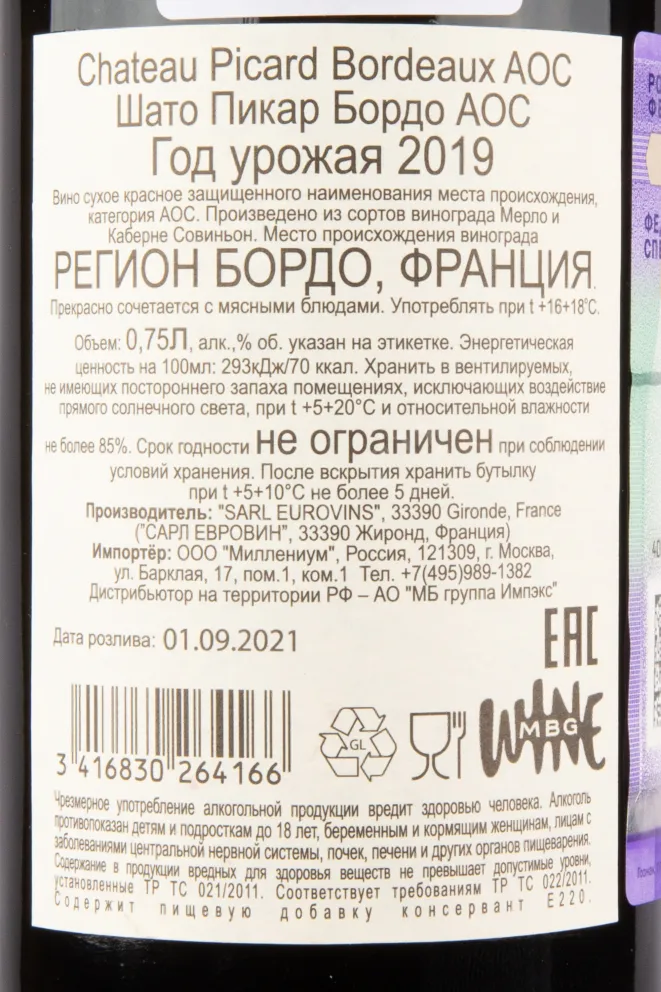 Chateau Picard Bordeaux AOC
Шато Пикар Бордо АОС
Год урожая 2019
Вино сухое красное защищенного наименования места происхождения,
категория АОС. Произведено из сортов винограда Мерло и
Каберне Совиньон. Место происхождения винограда
РЕГИОН БОРДО, ФРАНЦИЯ.
Прекрасно сочетается с мясными блюдами. Употреблять при t +16+18°С.
Объем: 0,75Л, алк.,% об. указан на этикетке. Энергетическая
ценность на 100мл: 293кДж/70 ккал. Хранить в вентилируемых,
не имеющих постороннего запаха помещениях, исключающих воздействие
прямого солнечного света, при t +5+20°С и относительной влажности
не более 85%. Срок годности не ограничен при соблюдении
условий хранения. После вскрытия хранить бутылку
при t +5+10°С не более 5 дней.
Производитель: "SARL EUROVINS", 33390 Gironde, France
("САРЛ ЕВРОВИН", 33390 Жиронд, Франция)
Импортёр: ООО "Миллениум", Россия, 121309, г. Москва,
ул. Барклая, 17, пом.1, ком.1 Тел. +7(495)989-1382
Дистрибьютор на территории РФ – АО "МБ группа Импэкс"
Дата розлива: 01.09.2021
EAC
3 416830 264166
GL
WINE
MBG
Чрезмерное употребление алкогольной продукции вредит здоровью человека. Алкоголь
противопоказан детям и подросткам до 18 лет, беременным и кормящим женщинам, лицам с
заболеваниями центральной нервной системы, почек, печени и других органов пищеварения.
Содержание в продукции вредных для здоровья веществ не превышает допустимые уровни,
установленные ТР ТС 021/2011. Соответствует требованиям ТР ТС 022/2011.
Содержит пищевую добавку консервант Е220.